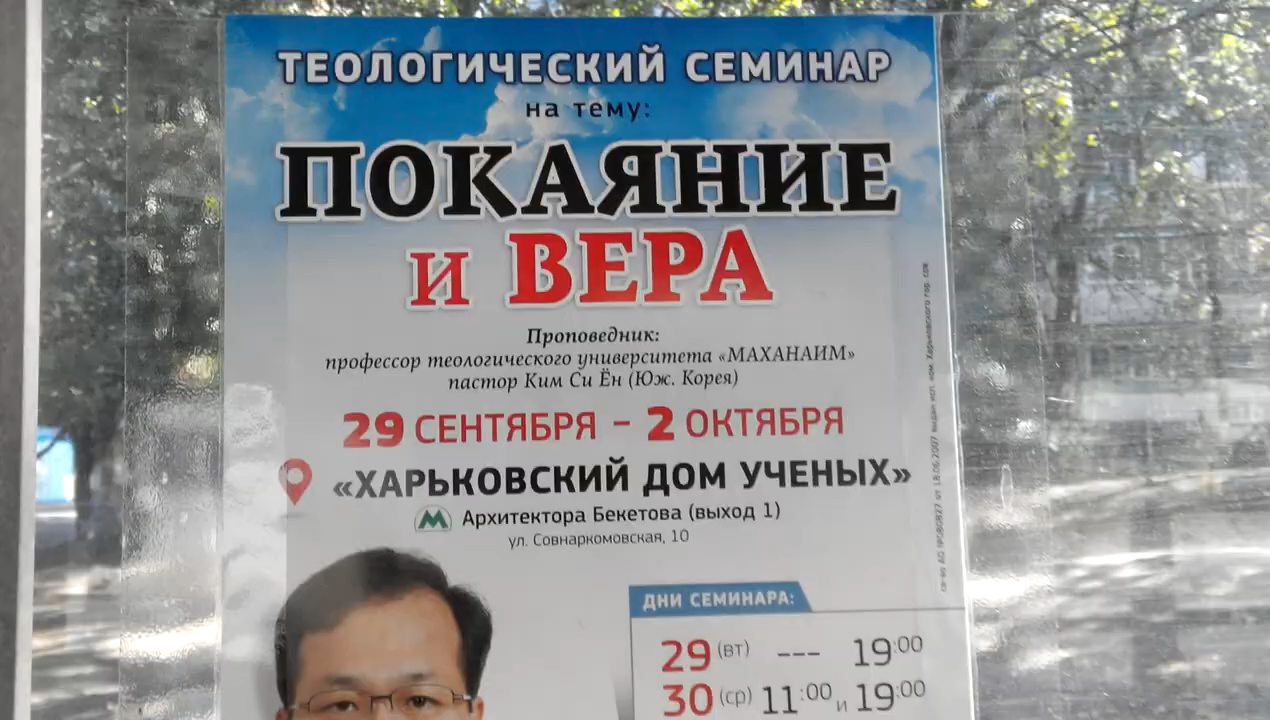 ТЕОЛОГИЧЕСКИЙ СЕМИНАР
на тему:
ПОКАЯНИЕ
и ВЕРА
Проповедник:
профессор теологического университета «МАХАНАИМ»
пастор Ким Си Ён (Юж. Корея)
29 СЕНТЯБРЯ – 2 ОКТЯБРЯ
«ХАРЬКОВСКИЙ ДОМ УЧЕНЫХ»
М Архитектора Бекетова (выход 1)
ул. Совнаркомовская, 10
ДНИ СЕМИНАРА:
29 (вт) --- 19:00
30 (ср) 11:00 и 19:00